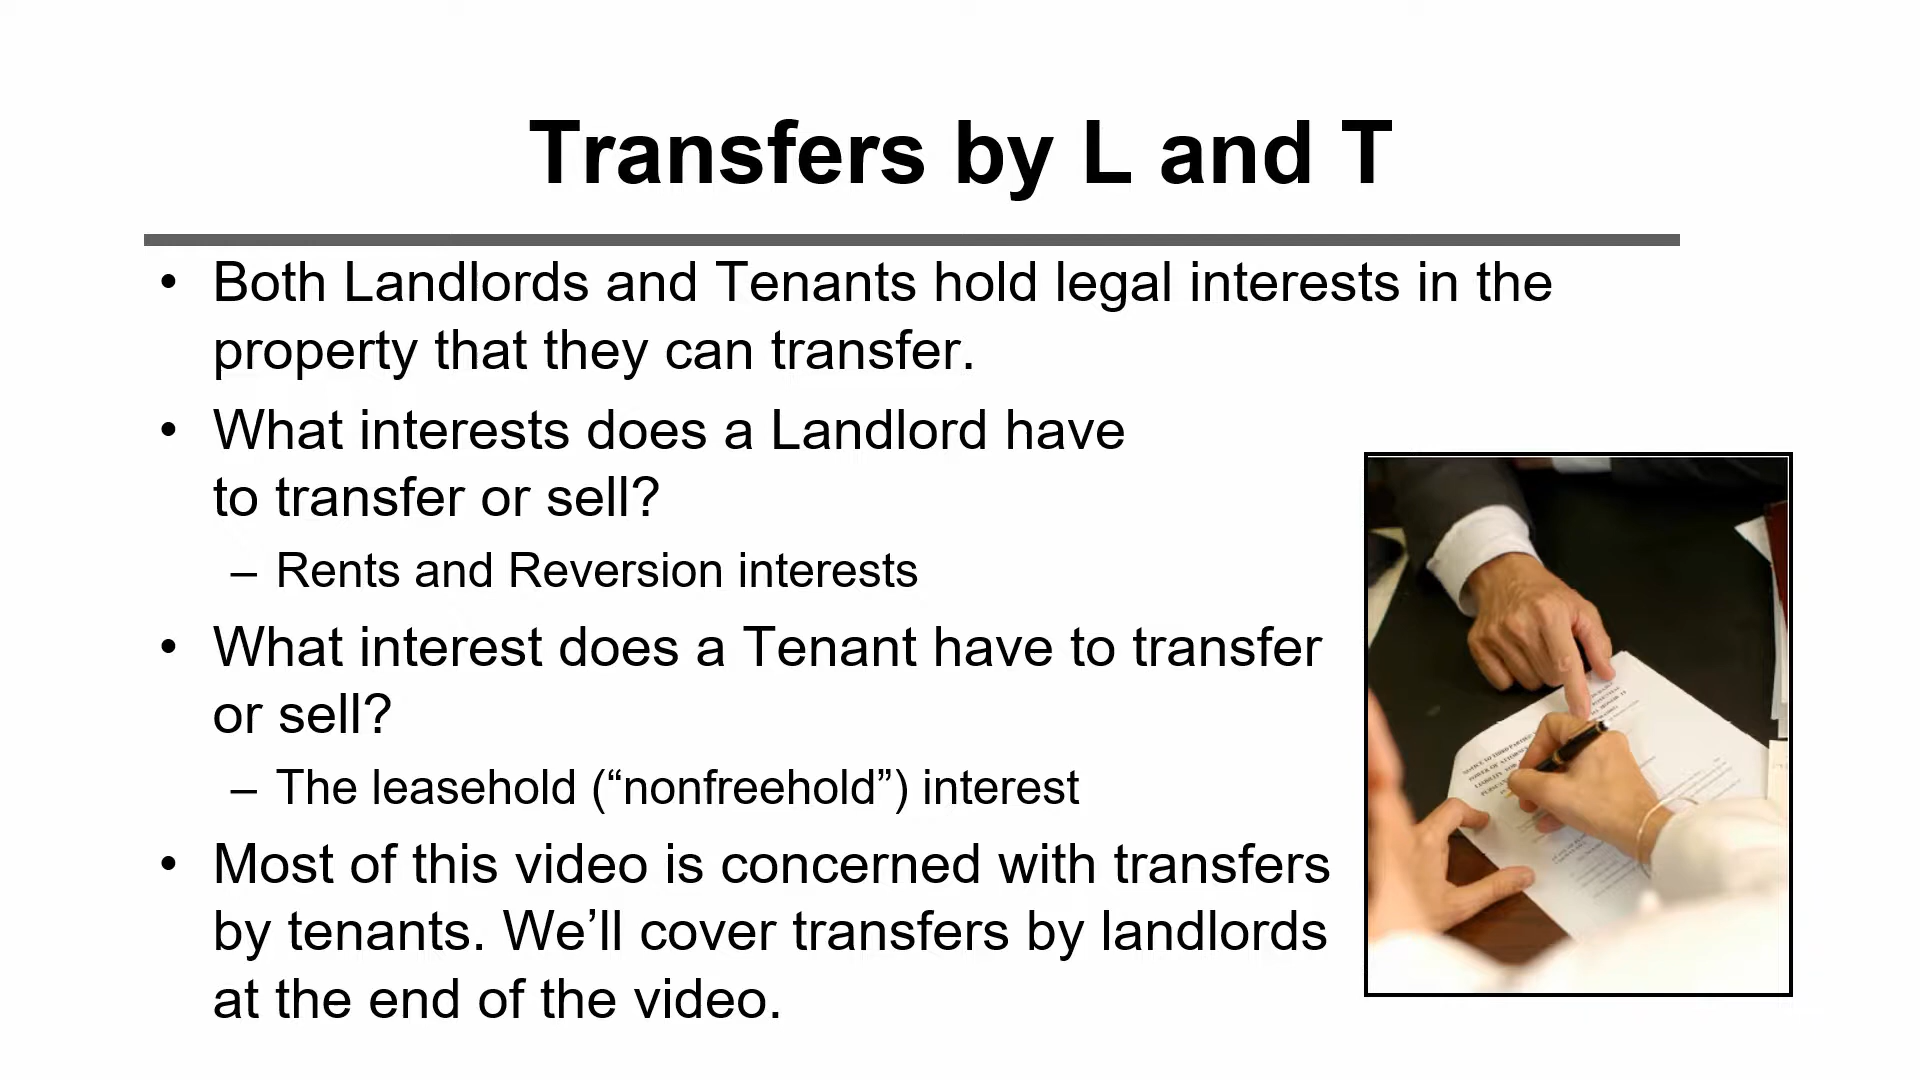 Transfers by L and T
• Both Landlords and Tenants hold legal interests in the
property that they can transfer.
• What interests does a Landlord have
to transfer or sell?
– Rents and Reversion interests
• What interest does a Tenant have to transfer
or sell?
– The leasehold (“nonfreehold”) interest
• Most of this video is concerned with transfers
by tenants. We’ll cover transfers by landlords
at the end of the video.